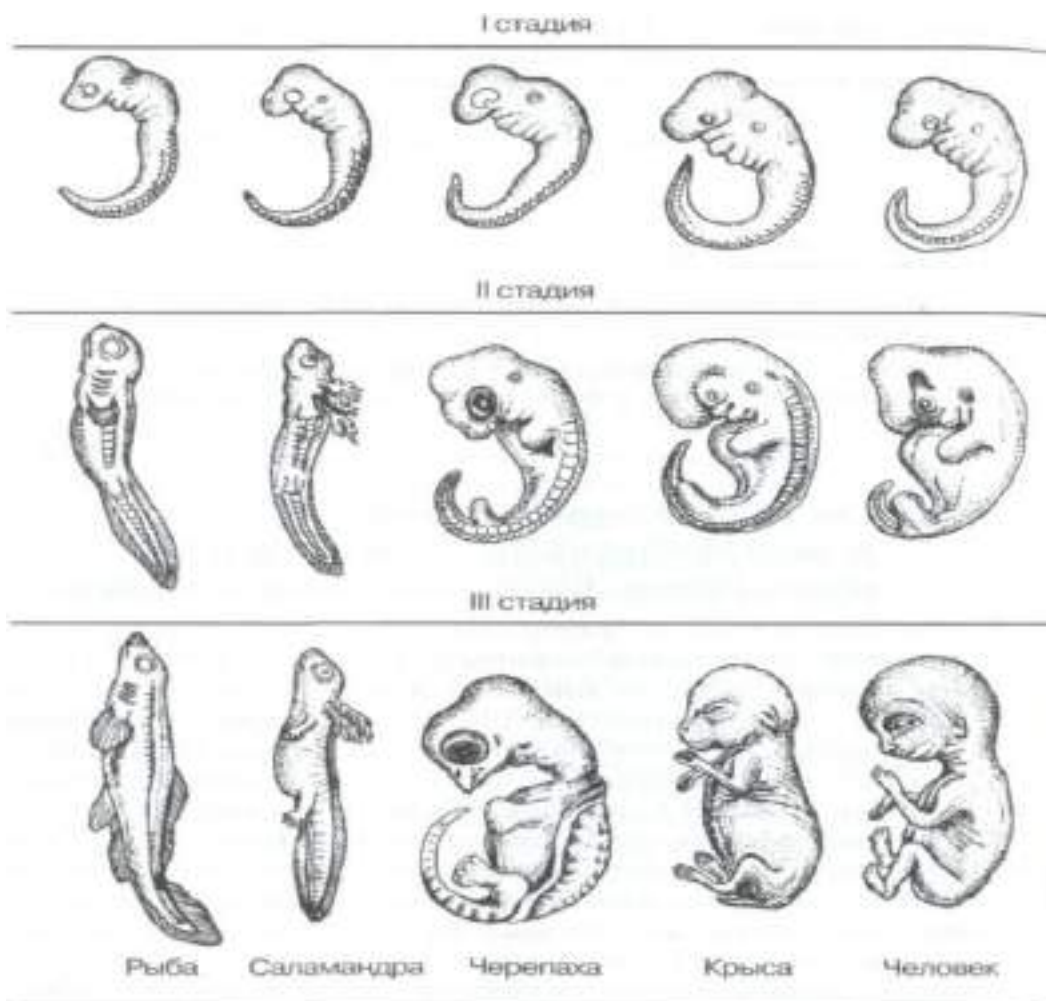 I стадия
II стадия
III стадия
Рыба Саламандра Черепаха Крыса Человек